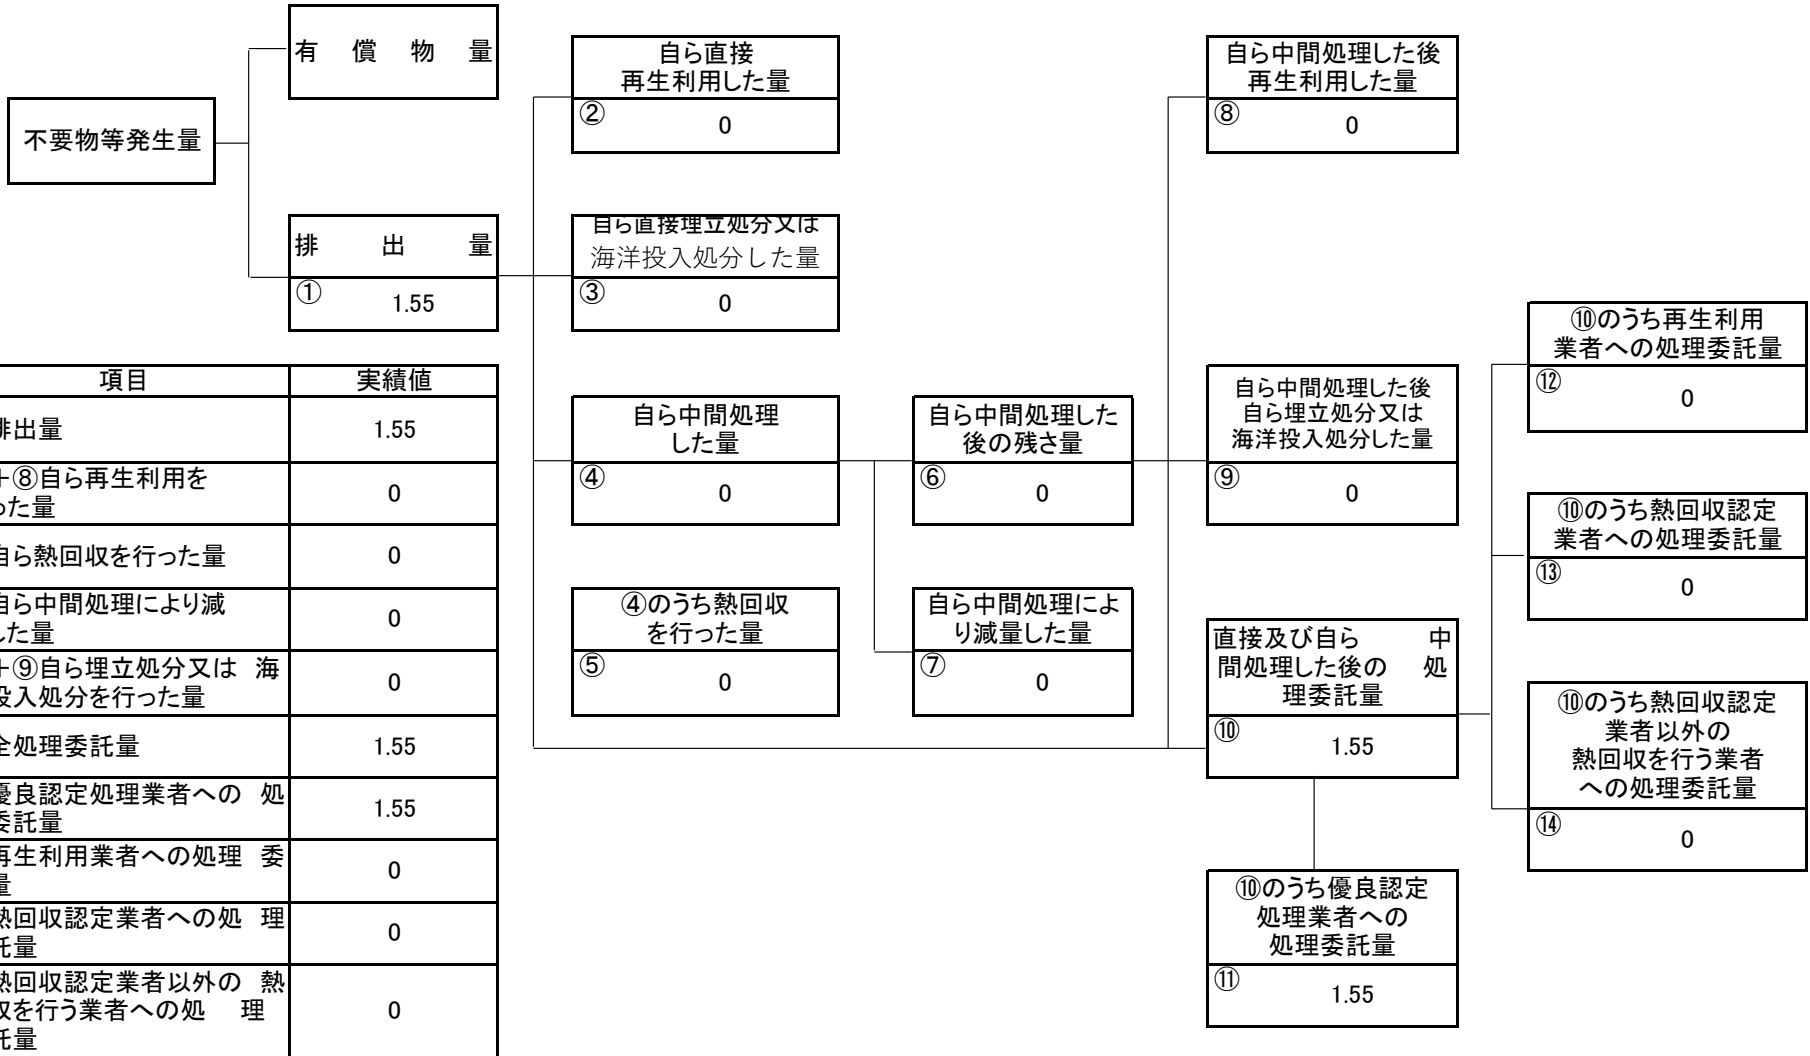 有 償 物 量
不要物等発生量
排 出 量
① 1.55
自ら直接
再生利用した量
② 0
自ら直接埋立処分又は
海洋投入処分した量
③ 0
自ら中間処理
した量
④ 0
④のうち熱回収
を行った量
⑤ 0
自ら中間処理した
後の残さ量
⑥ 0
自ら中間処理によ
り減量した量
⑦ 0
自ら中間処理した後
再生利用した量
⑧ 0
自ら中間処理した後
自ら埋立処分又は
海洋投入処分した量
⑨ 0
直接及び自ら 中
間処理した後の 処
理委託量
⑩ 1.55
⑩のうち優良認定
処理業者への
処理委託量
⑪ 1.55
⑩のうち再生利用
業者への処理委託量
⑫ 0
⑩のうち熱回収認定
業者への処理委託量
⑬ 0
⑩のうち熱回収認定
業者以外の
熱回収を行う業者
への処理委託量
⑭ 0
項目 実績値
排出量 1.55
+⑧自ら再生利用を
った量 0
自ら熱回収を行った量 0
自ら中間処理により減
した量 0
+⑨自ら埋立処分又は 海
投入処分を行った量 0
全処理委託量 1.55
優良認定処理業者への 処
委託量 1.55
再生利用業者への処理 委
量 0
熱回収認定業者への処 理
託量 0
熱回収認定業者以外の 熱
収を行う業者への処 理
託量 0